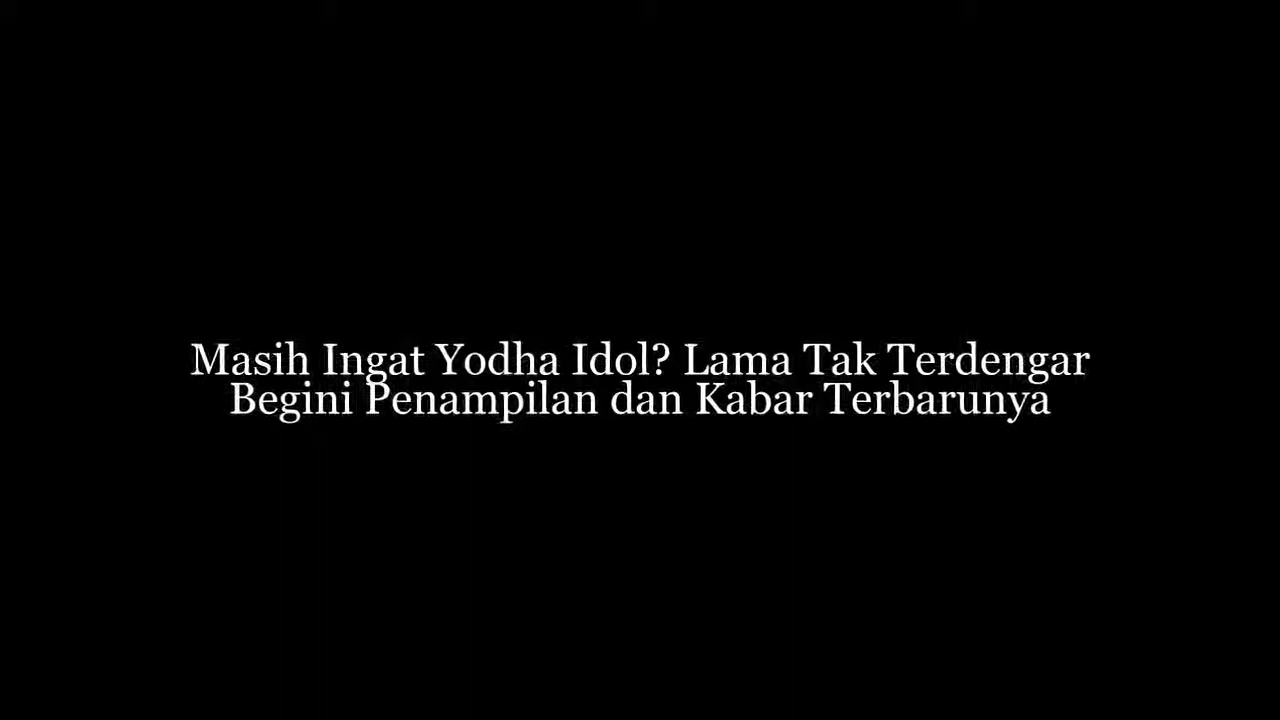 Masih Ingat Yodha Idol? Lama Tak Terdengar
Begini Penampilan dan Kabar Terbarunya